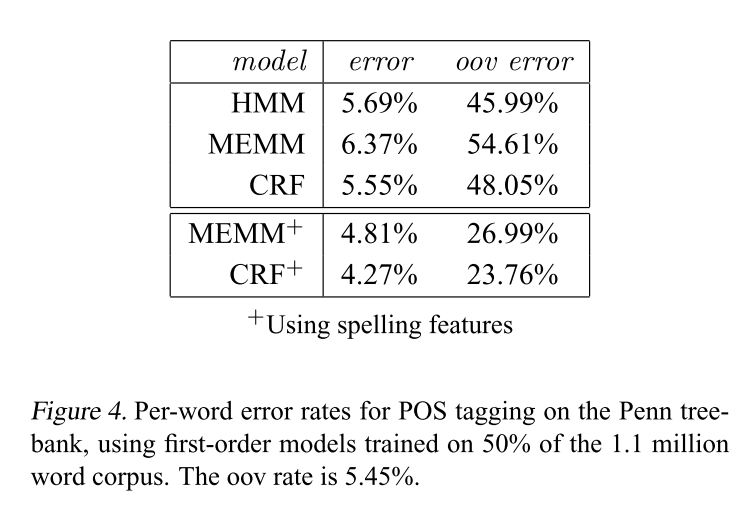 model error oov error
HMM 5.69% 45.99%
MEMM 6.37% 54.61%
CRF 5.55% 48.05%
MEMM⁺ 4.81% 26.99%
CRF⁺ 4.27% 23.76%
⁺Using spelling features
Figure 4. Per-word error rates for POS tagging on the Penn tree-
bank, using first-order models trained on 50% of the 1.1 million
word corpus. The oov rate is 5.45%.